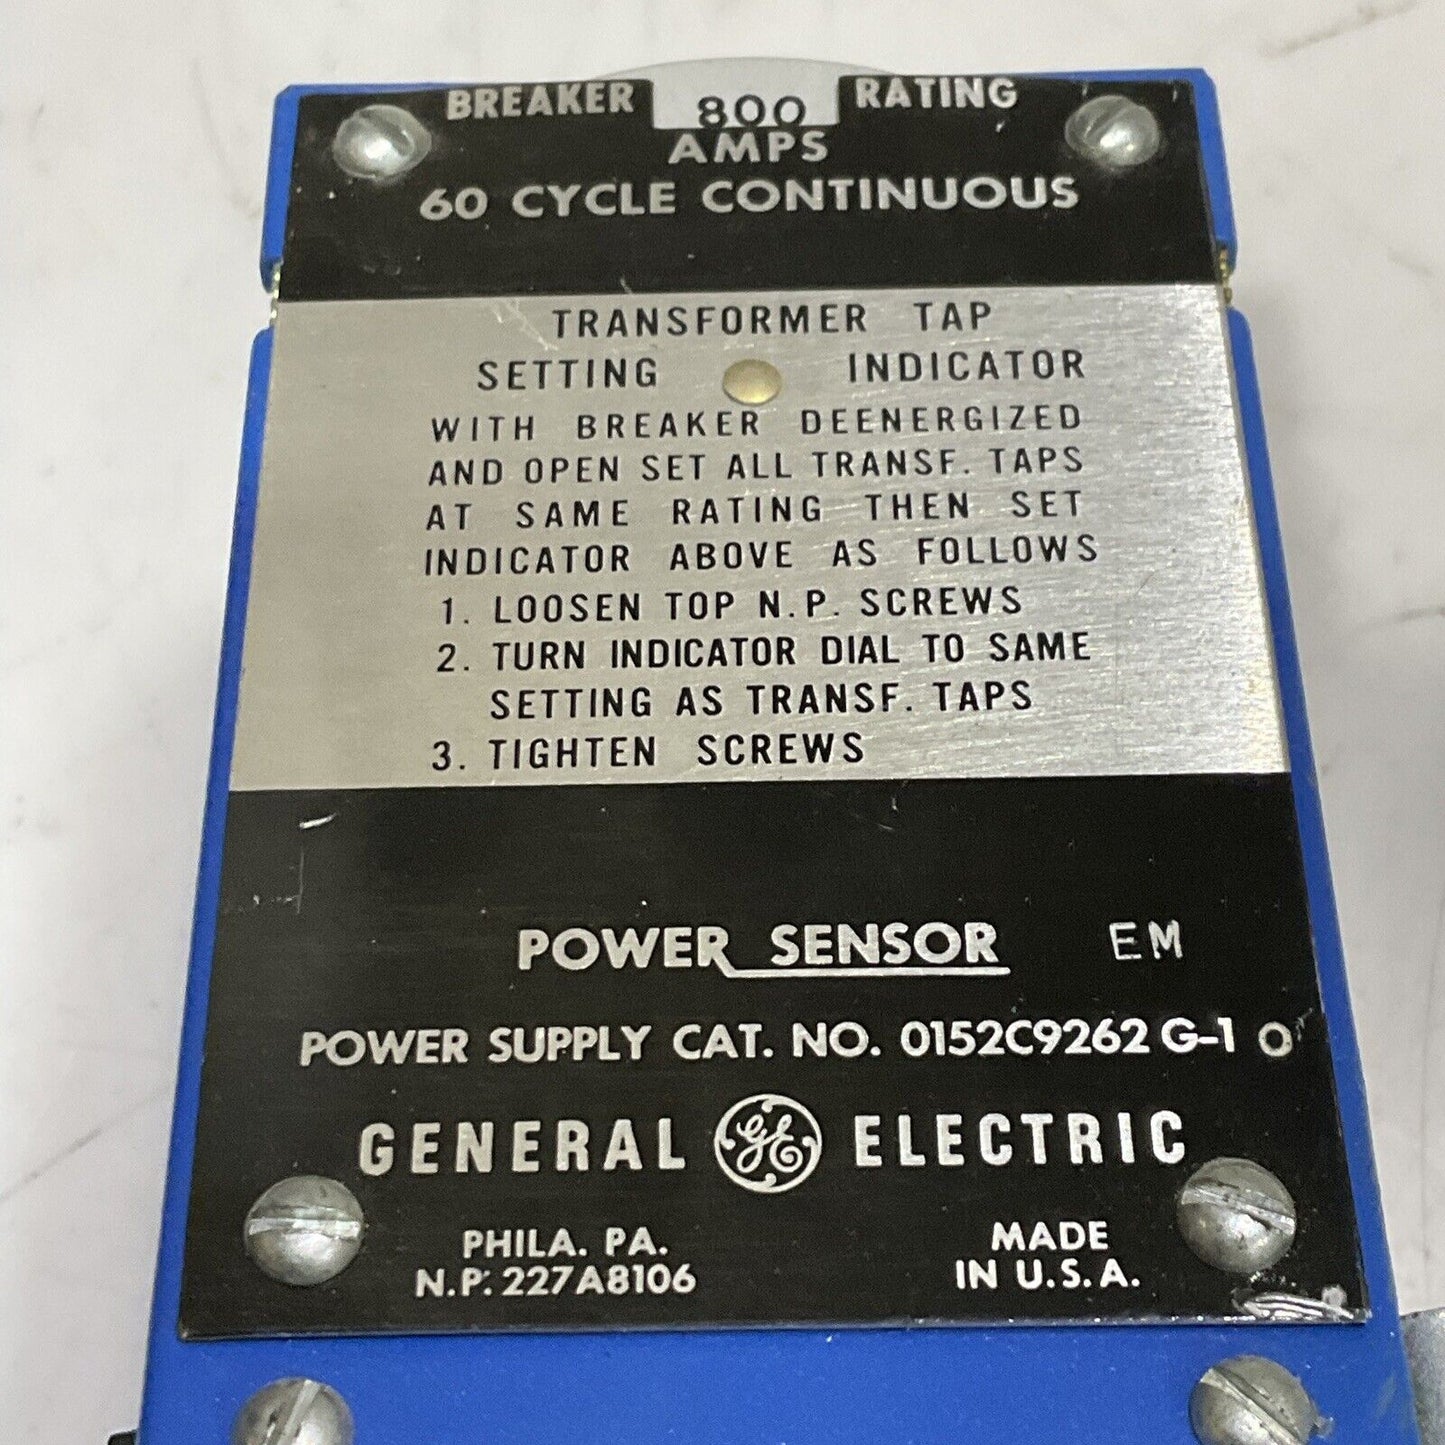 BREAKER 800 RATING
AMPS
60 CYCLE CONTINUOUS
TRANSFORMER TAP
SETTING INDICATOR
WITH BREAKER DEENERGIZED
AND OPEN SET ALL TRANSF. TAPS
AT SAME RATING THEN SET
INDICATOR ABOVE AS FOLLOWS
1. LOOSEN TOP N.P. SCREWS
2. TURN INDICATOR DIAL TO SAME
SETTING AS TRANSF. TAPS
3. TIGHTEN SCREWS
POWER SENSOR EM
POWER SUPPLY CAT. NO. 0152C9262 G-1 0
GENERAL GE ELECTRIC
PHILA. PA. MADE
N.P. 227A8106 IN U.S.A.